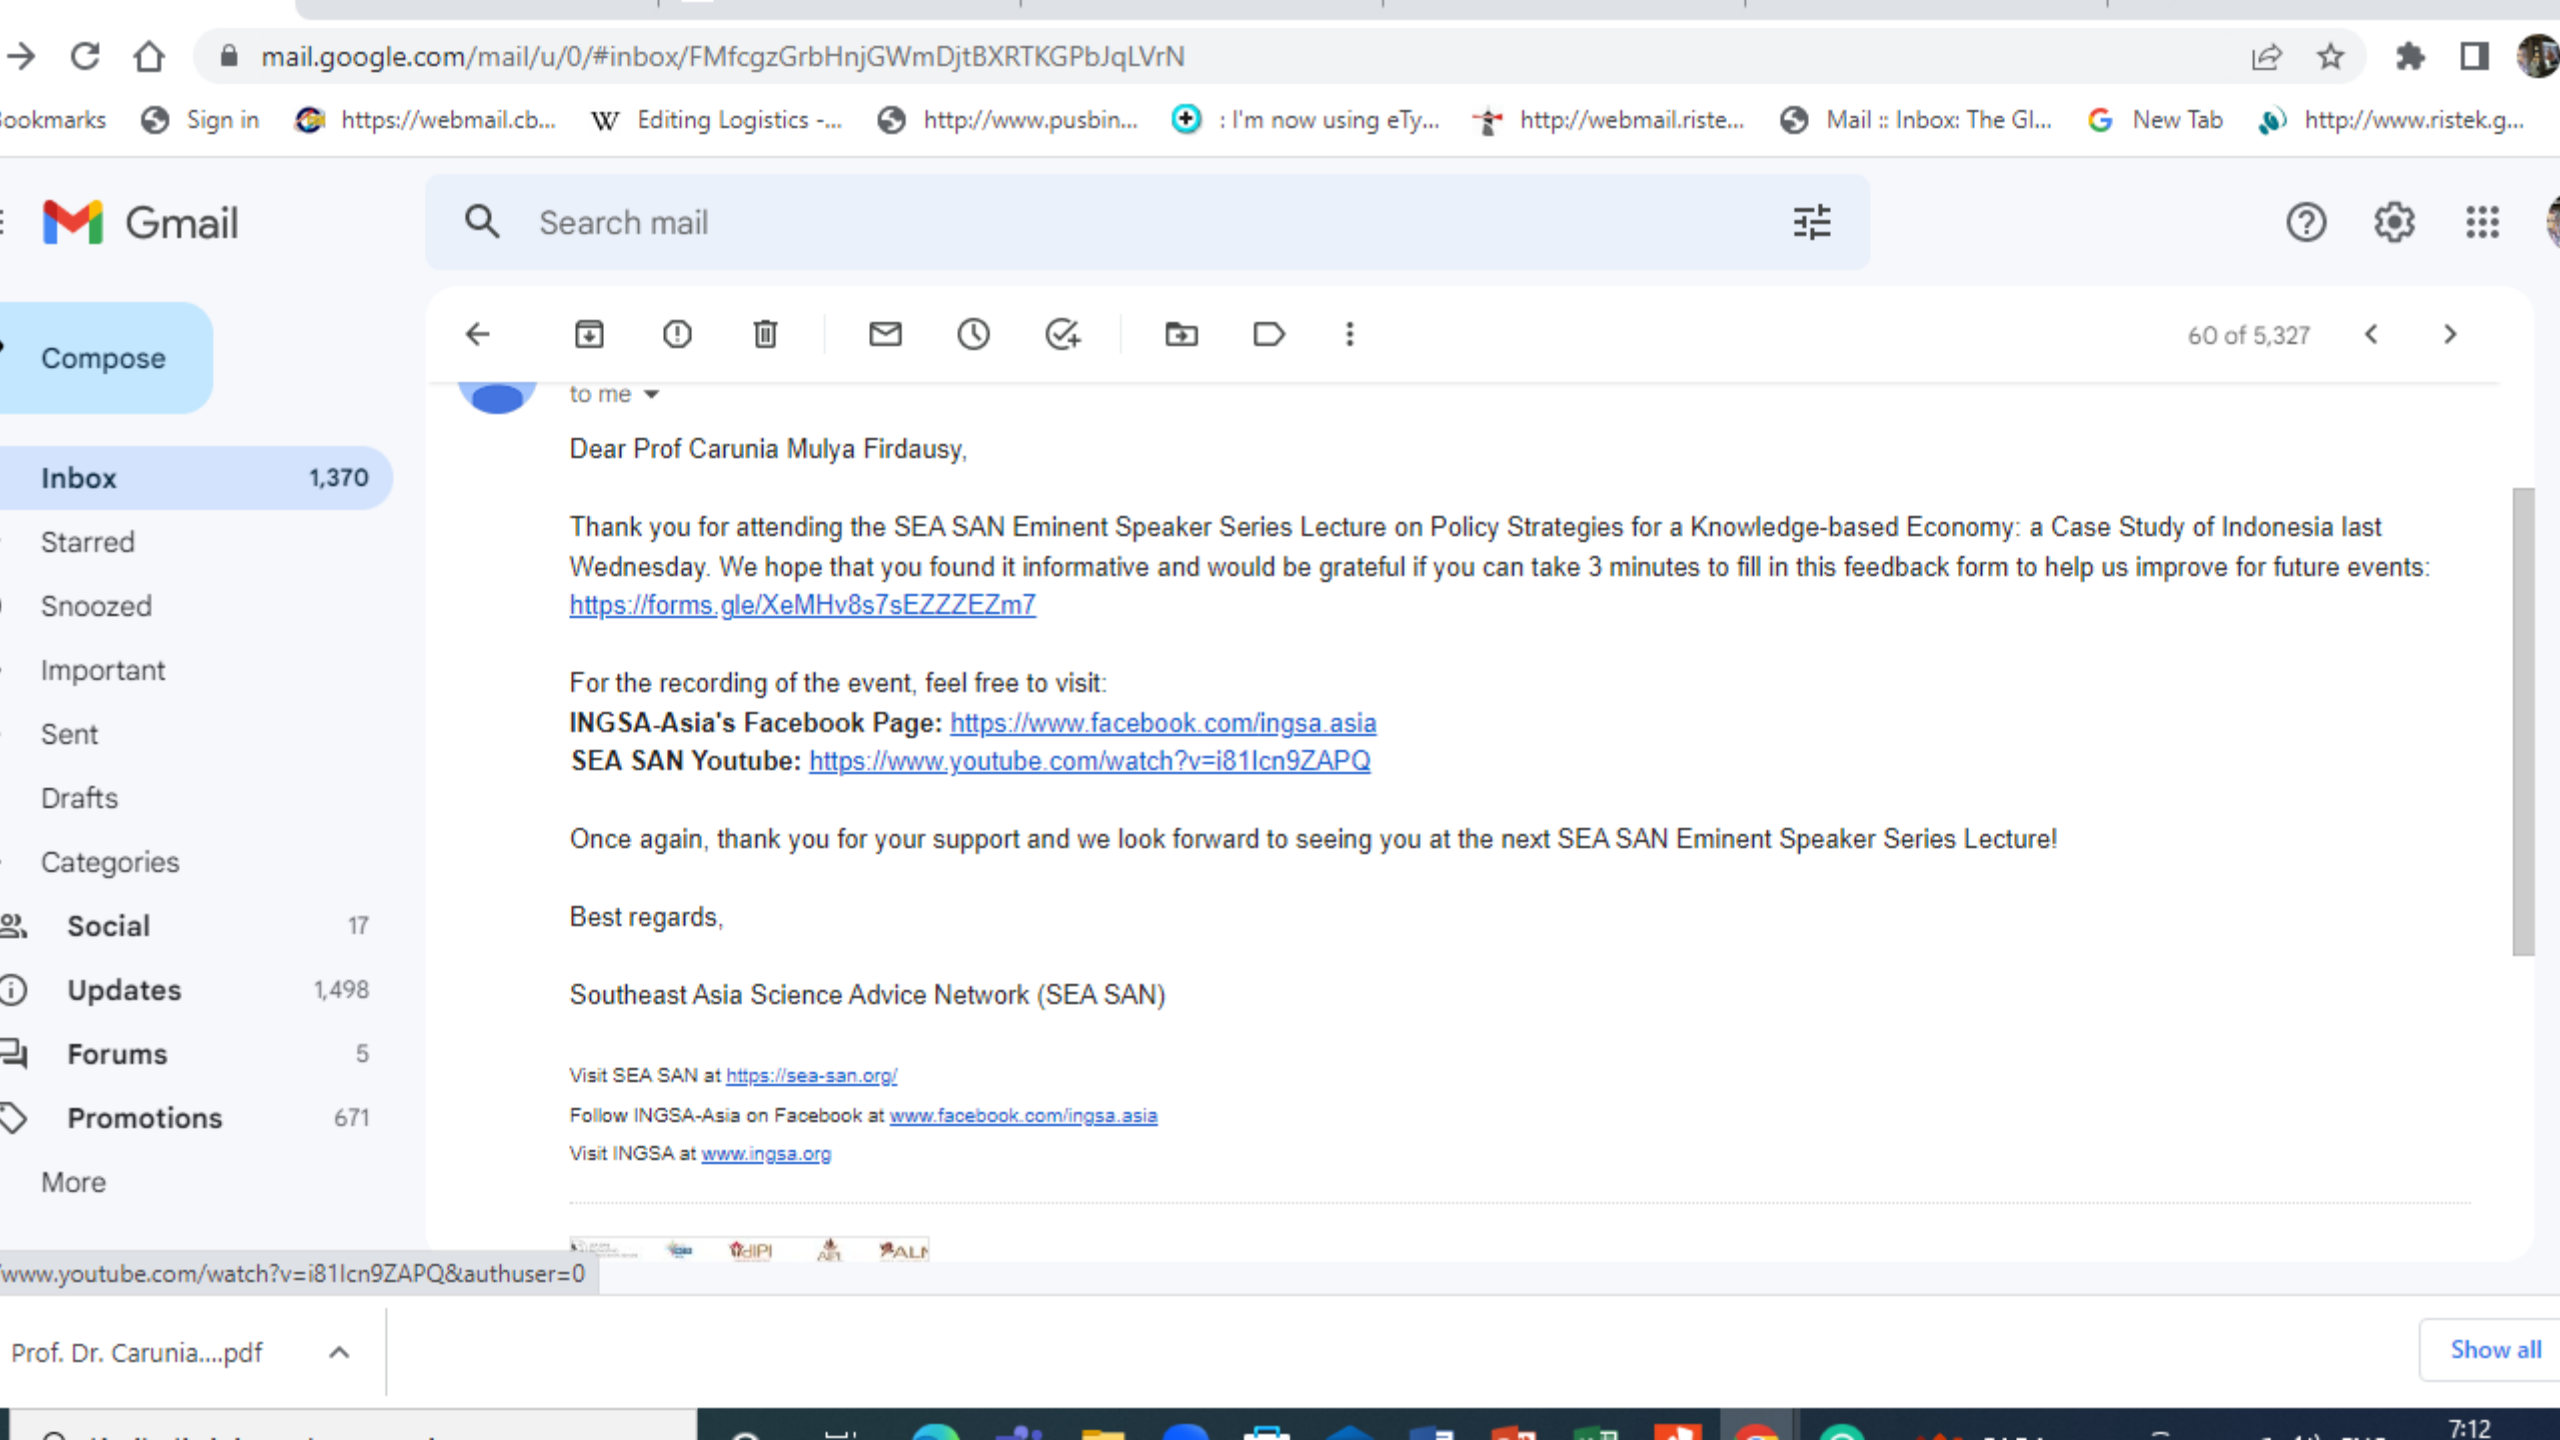 mail.google.com/mail/u/0/#inbox/FMfcgzGrbHnjGWmDjtBXRTKGPbJqLVrN
ookmarks Sign in https://webmail.cb... Editing Logistics -... http://www.pusbin... : I'm now using eTy... http://webmail.riste... Mail :: Inbox: The Gl... New Tab http://www.ristek.g...
Gmail
Search mail
Compose
60 of 5,327
Inbox 1,370
Starred
Snoozed
Important
Sent
Drafts
Categories
Social 17
Updates 1,498
Forums 5
Promotions 671
More
to me
Dear Prof Carunia Mulya Firdausy,
Thank you for attending the SEA SAN Eminent Speaker Series Lecture on Policy Strategies for a Knowledge-based Economy: a Case Study of Indonesia last
Wednesday. We hope that you found it informative and would be grateful if you can take 3 minutes to fill in this feedback form to help us improve for future events:
https://forms.gle/XeMHv8s7sEZZZEZm7
For the recording of the event, feel free to visit:
INGSA-Asia's Facebook Page: https://www.facebook.com/ingsa.asia
SEA SAN Youtube: https://www.youtube.com/watch?v=i81Icn9ZAPQ
Once again, thank you for your support and we look forward to seeing you at the next SEA SAN Eminent Speaker Series Lecture!
Best regards,
Southeast Asia Science Advice Network (SEA SAN)
Visit SEA SAN at https://sea-san.org/
Follow INGSA-Asia on Facebook at www.facebook.com/ingsa.asia
Visit INGSA at www.ingsa.org
/www.youtube.com/watch?v=i81Icn9ZAPQ&authuser=0
Prof. Dr. Carunia....pdf
Show all
7:12